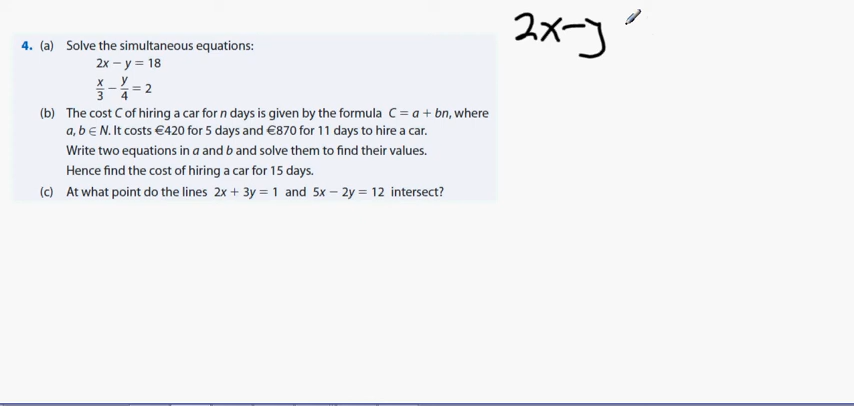 2x-y
4. (a) Solve the simultaneous equations:
2x − y = 18
x/3 − y/4 = 2
(b) The cost C of hiring a car for n days is given by the formula C = a + bn, where
a, b ∈ N. It costs €420 for 5 days and €870 for 11 days to hire a car.
Write two equations in a and b and solve them to find their values.
Hence find the cost of hiring a car for 15 days.
(c) At what point do the lines 2x + 3y = 1 and 5x − 2y = 12 intersect?